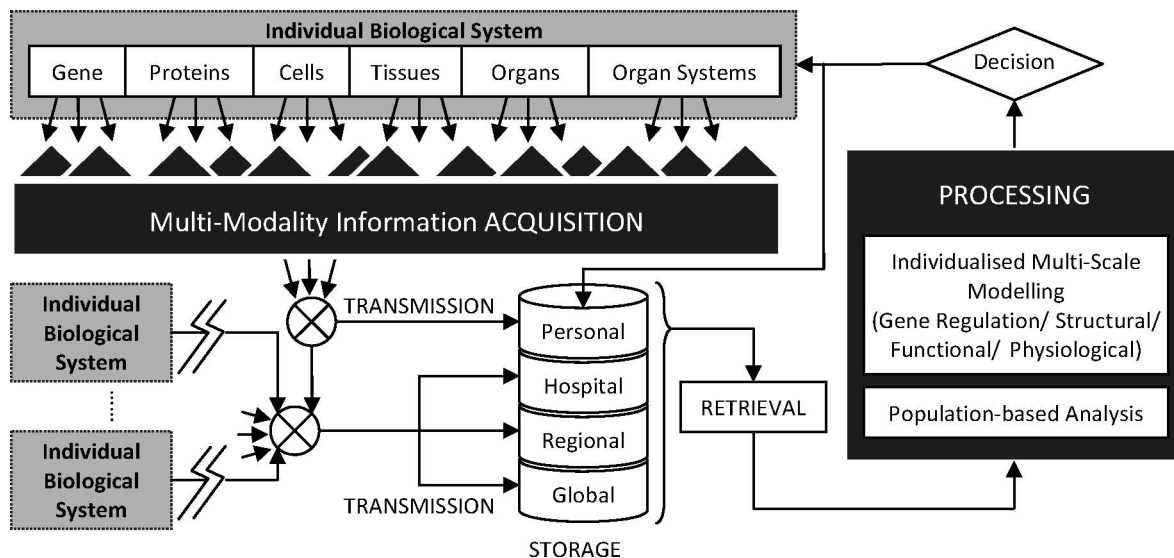 Individual Biological System
Gene
Proteins
Cells
Tissues
Organs
Organ Systems
Decision
Multi-Modality Information ACQUISITION
PROCESSING
Individualised Multi-Scale
Modelling
(Gene Regulation/ Structural/
Functional/ Physiological)
Population-based Analysis
Individual
Biological
System
Individual
Biological
System
TRANSMISSION
TRANSMISSION
Personal
Hospital
Regional
Global
STORAGE
RETRIEVAL